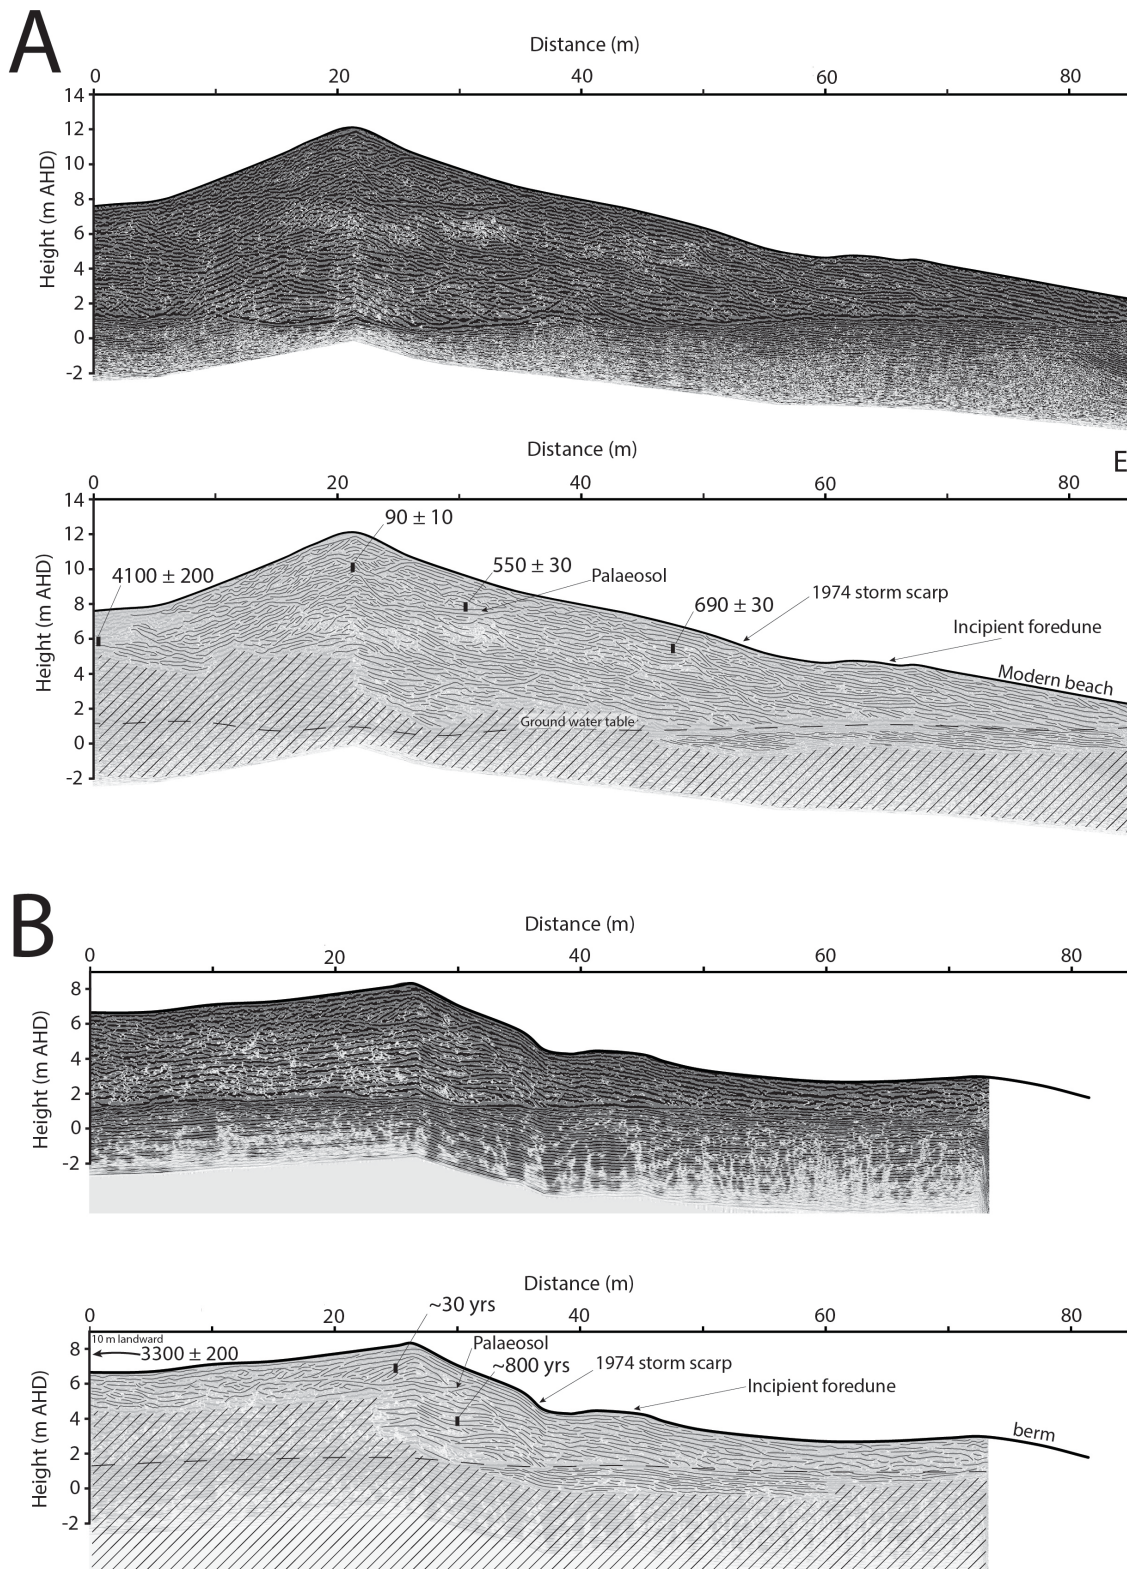 A
Distance (m)
0 20 40 60 80
14
12
10
8
6
4
2
0
-2
Height (m AHD)
Distance (m)
E
0 20 40 60 80
14
12
10
8
6
4
2
0
-2
Height (m AHD)
90 ± 10
4100 ± 200
550 ± 30
Palaeosol
690 ± 30
1974 storm scarp
Incipient foredune
Modern beach
Ground water table
B
Distance (m)
0 20 40 60 80
8
6
4
2
0
-2
Height (m AHD)
Distance (m)
0 20 40 60 80
8
6
4
2
0
-2
Height (m AHD)
~30 yrs
10 m landward
3300 ± 200
Palaeosol
~800 yrs
1974 storm scarp
Incipient foredune
berm